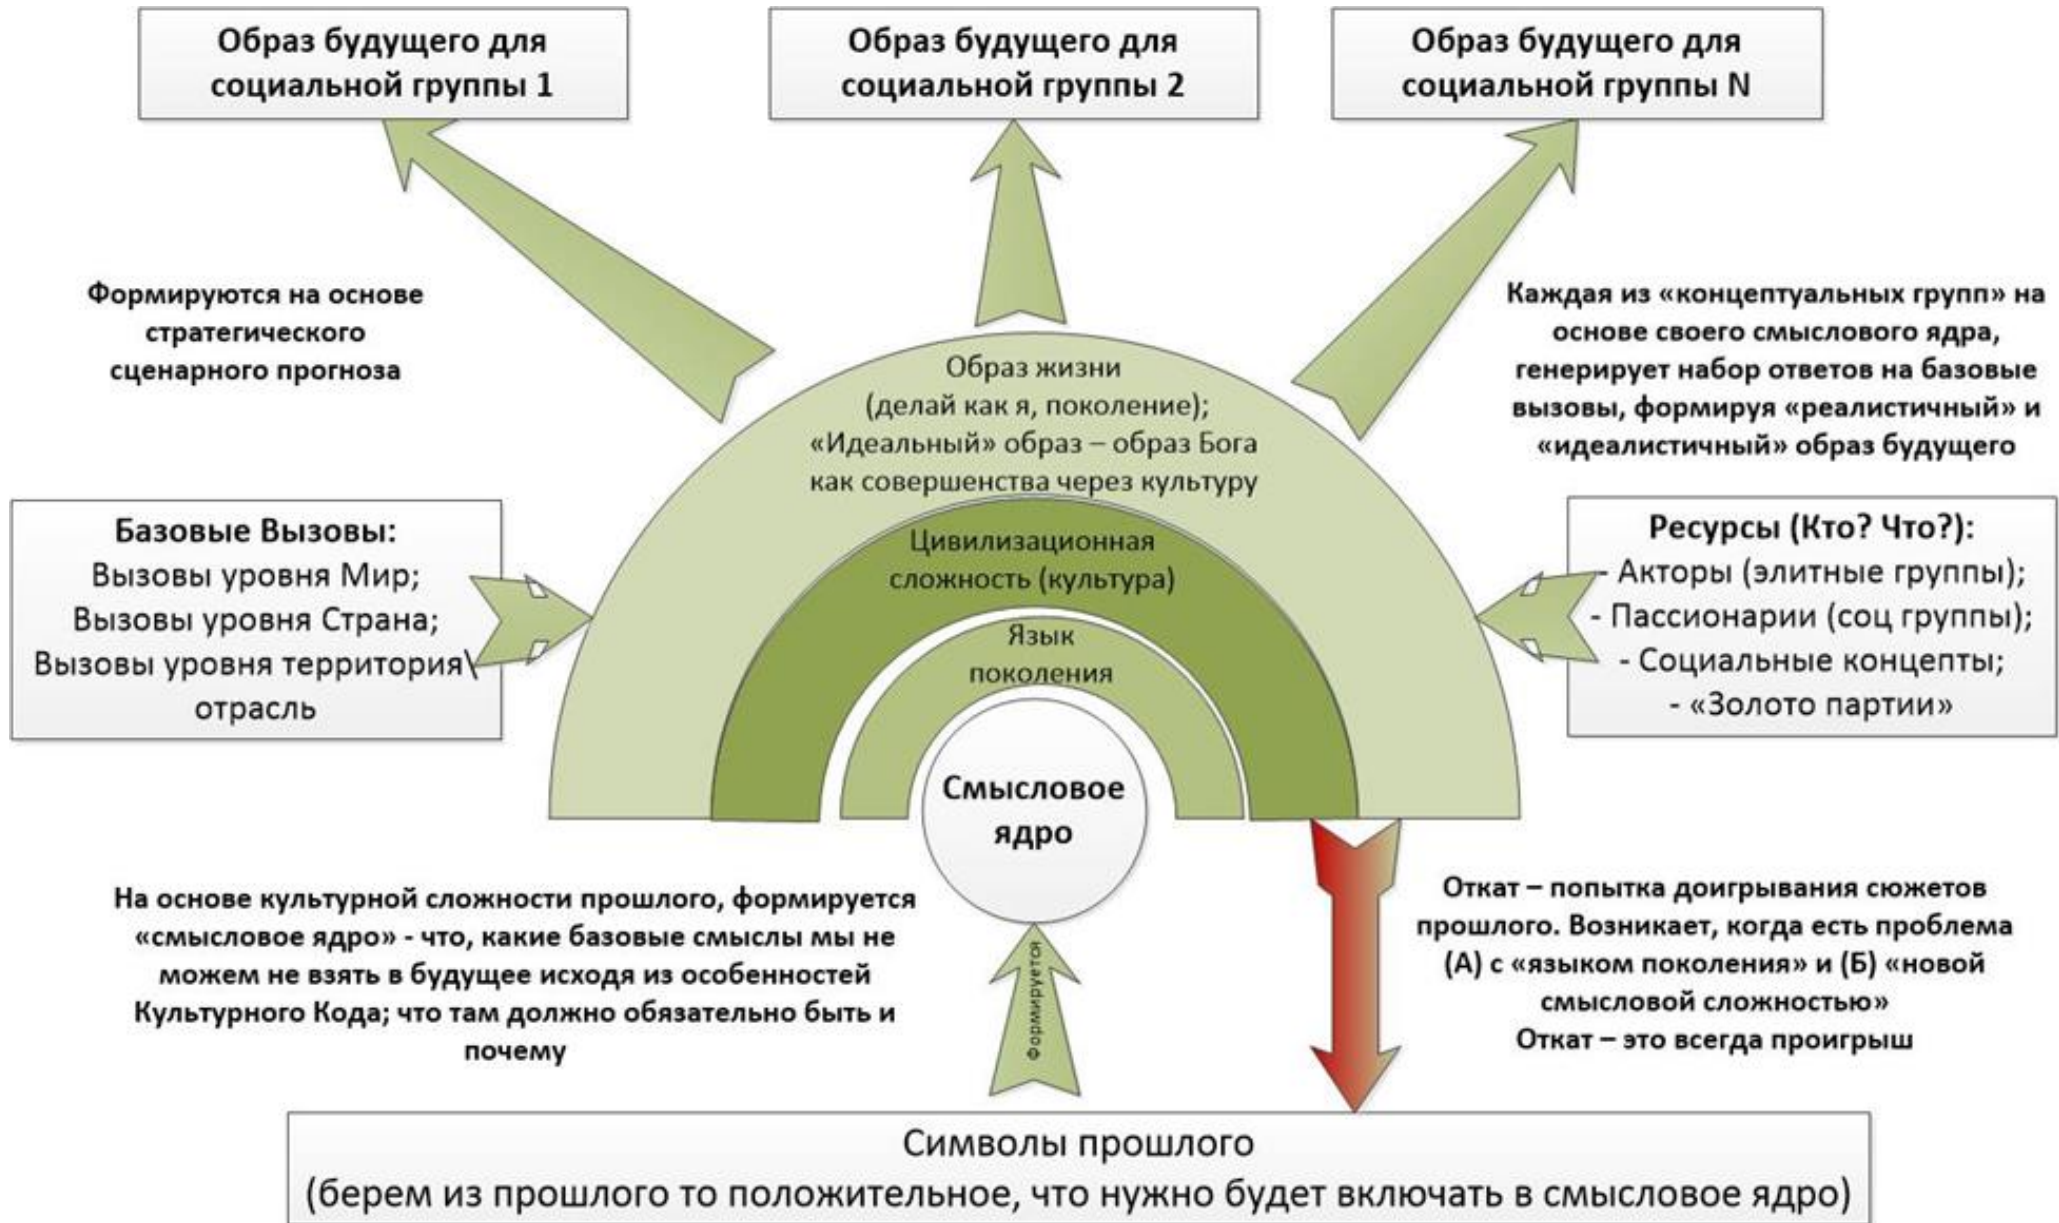 Образ будущего для
социальной группы 1
Образ будущего для
социальной группы 2
Образ будущего для
социальной группы N
Формируются на основе
стратегического
сценарного прогноза
Каждая из «концептуальных групп» на
основе своего смыслового ядра,
генерирует набор ответов на базовые
вызовы, формируя «реалистичный» и
«идеалистичный» образ будущего
Образ жизни
(делай как я, поколение);
«Идеальный» образ – образ Бога
как совершенства через культуру
Базовые Вызовы:
Вызовы уровня Мир;
Вызовы уровня Страна;
Вызовы уровня территория\
отрасль
Цивилизационная
сложность (культура)
Язык
поколения
Смысловое
ядро
Ресурсы (Кто? Что?):
- Акторы (элитные группы);
- Пассионарии (соц группы);
- Социальные концепты;
- «Золото партии»
На основе культурной сложности прошлого, формируется
«смысловое ядро» - что, какие базовые смыслы мы не
можем не взять в будущее исходя из особенностей
Культурного Кода; что там должно обязательно быть и
почему
Формируется
Откат – попытка доигрывания сюжетов
прошлого. Возникает, когда есть проблема
(А) с «языком поколения» и (Б) «новой
смысловой сложностью»
Откат – это всегда проигрыш
Символы прошлого
(берем из прошлого то положительное, что нужно будет включать в смысловое ядро)